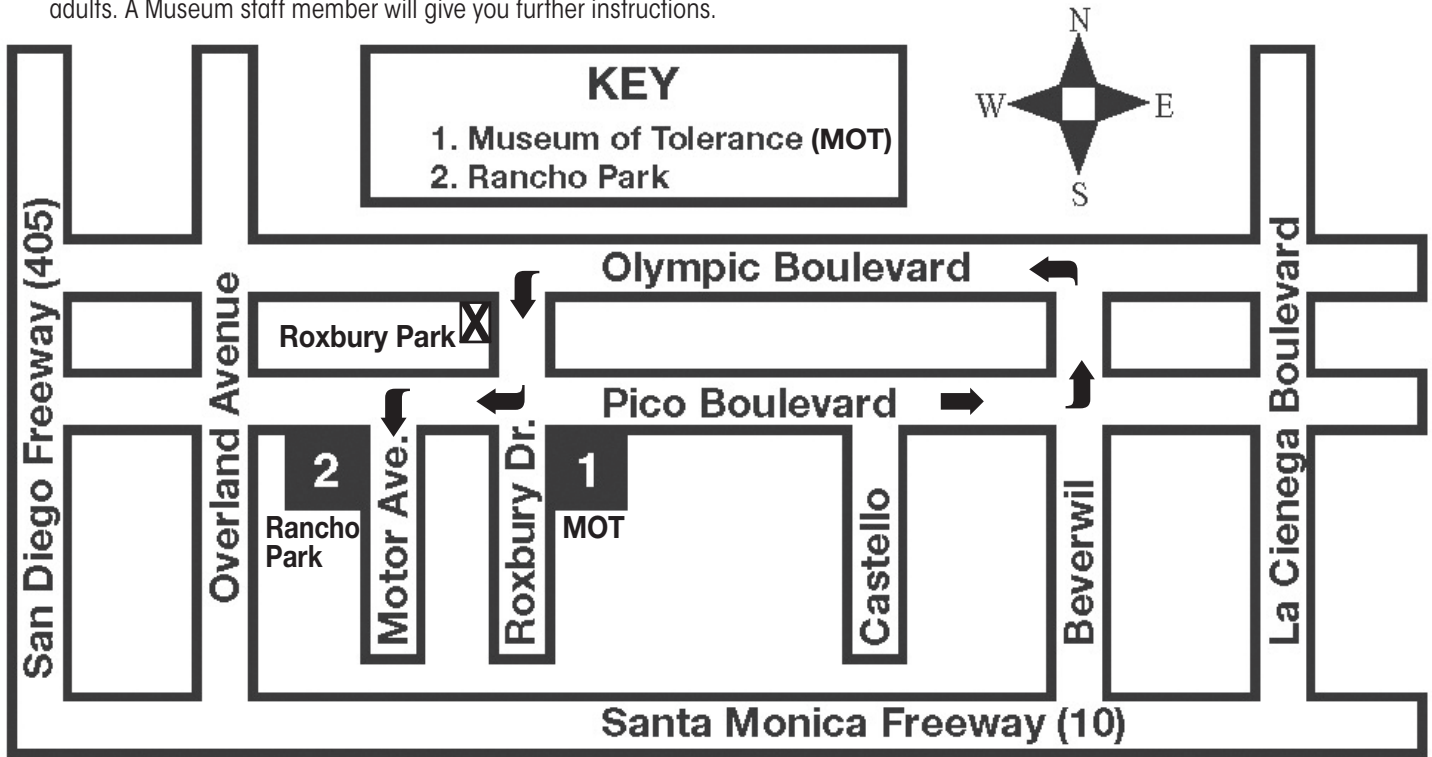 adults. A Museum staff member will give you further instructions.
KEY
1. Museum of Tolerance (MOT)
2. Rancho Park
N
W
E
S
San Diego Freeway (405)
Overland Avenue
Olympic Boulevard
La Cienega Boulevard
Roxbury Park
X
Pico Boulevard
2
Rancho
Park
Motor Ave.
Roxbury Dr.
1
MOT
Castello
Beverwil
Santa Monica Freeway (10)